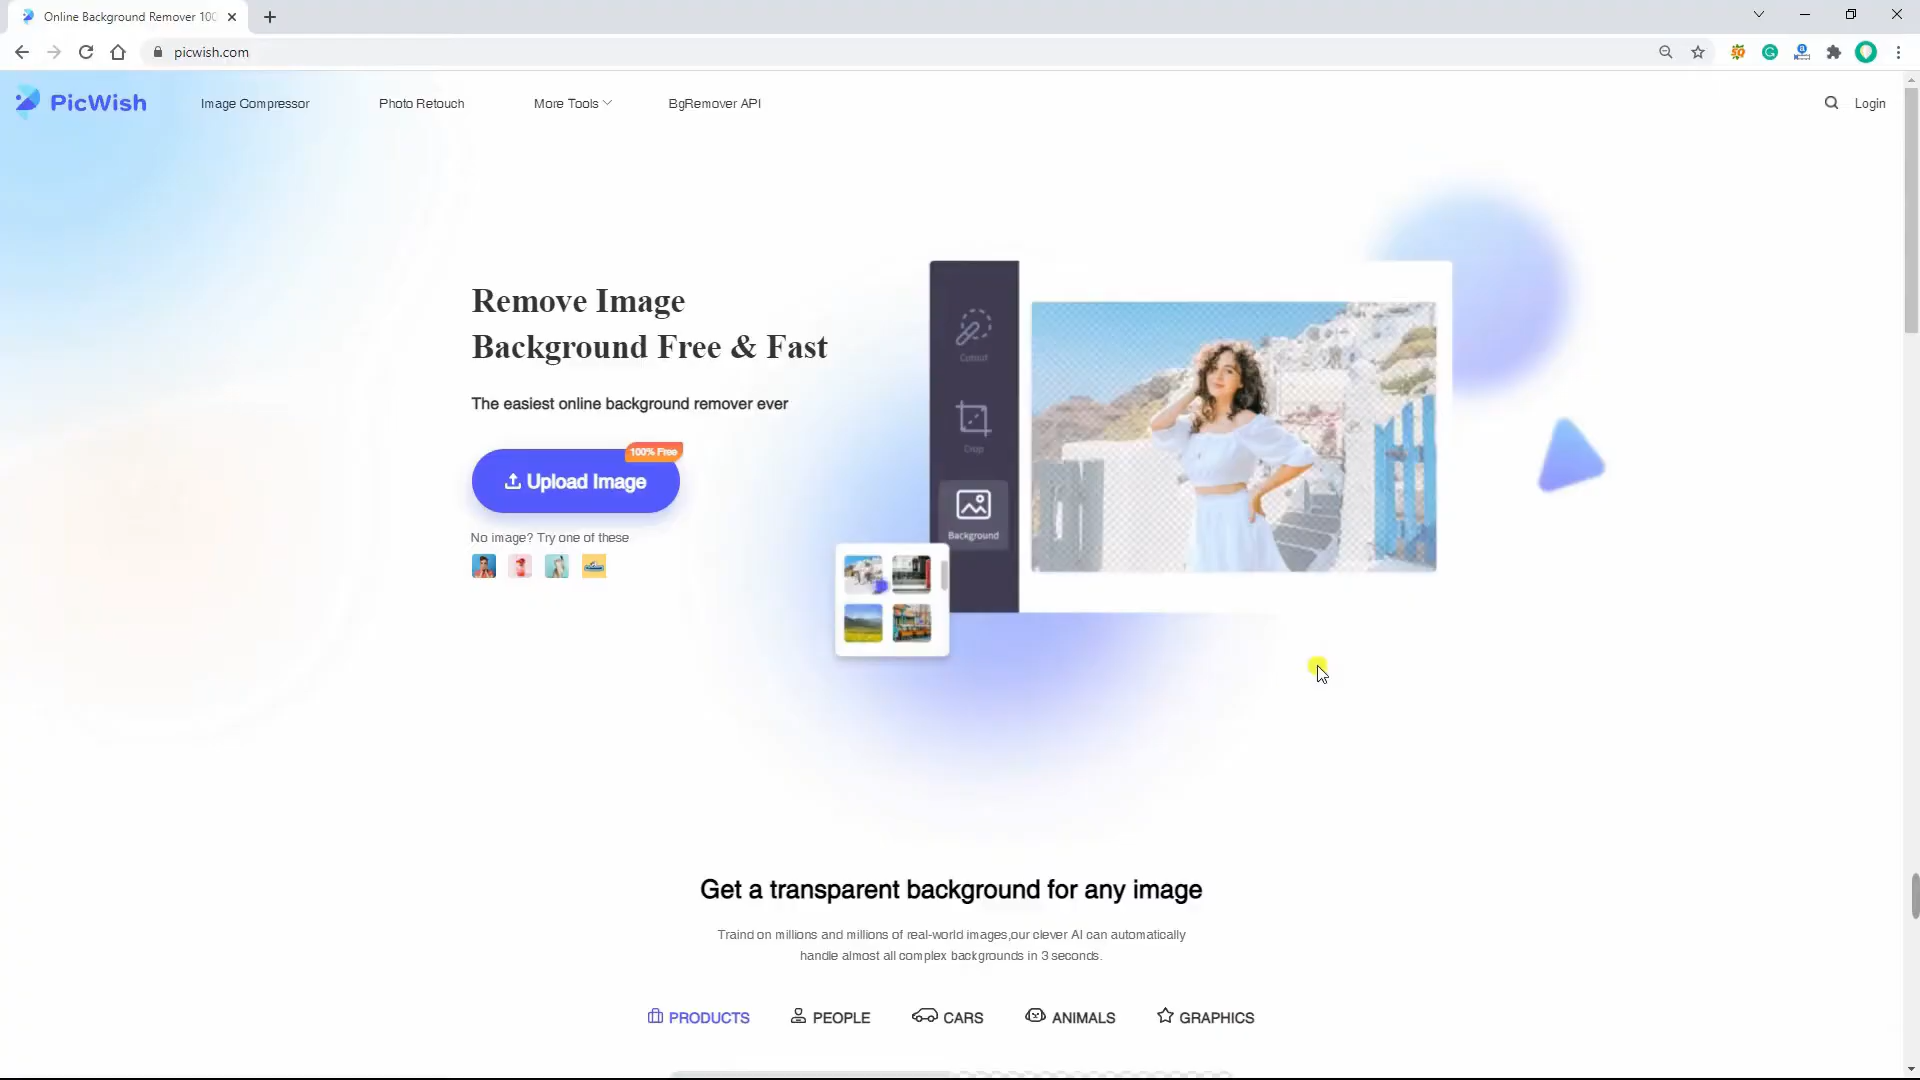 Online Background Remover 100
picwish.com
PicWish
Image Compressor
Photo Retouch
More Tools
BgRemover API
Login
Remove Image
Background Free & Fast
The easiest online background remover ever
100% Free
Upload Image
No image? Try one of these
Cutout
Crop
Background
Get a transparent background for any image
Traind on millions and millions of real-world images,our clever AI can automatically
handle almost all complex backgrounds in 3 seconds.
PRODUCTS
PEOPLE
CARS
ANIMALS
GRAPHICS